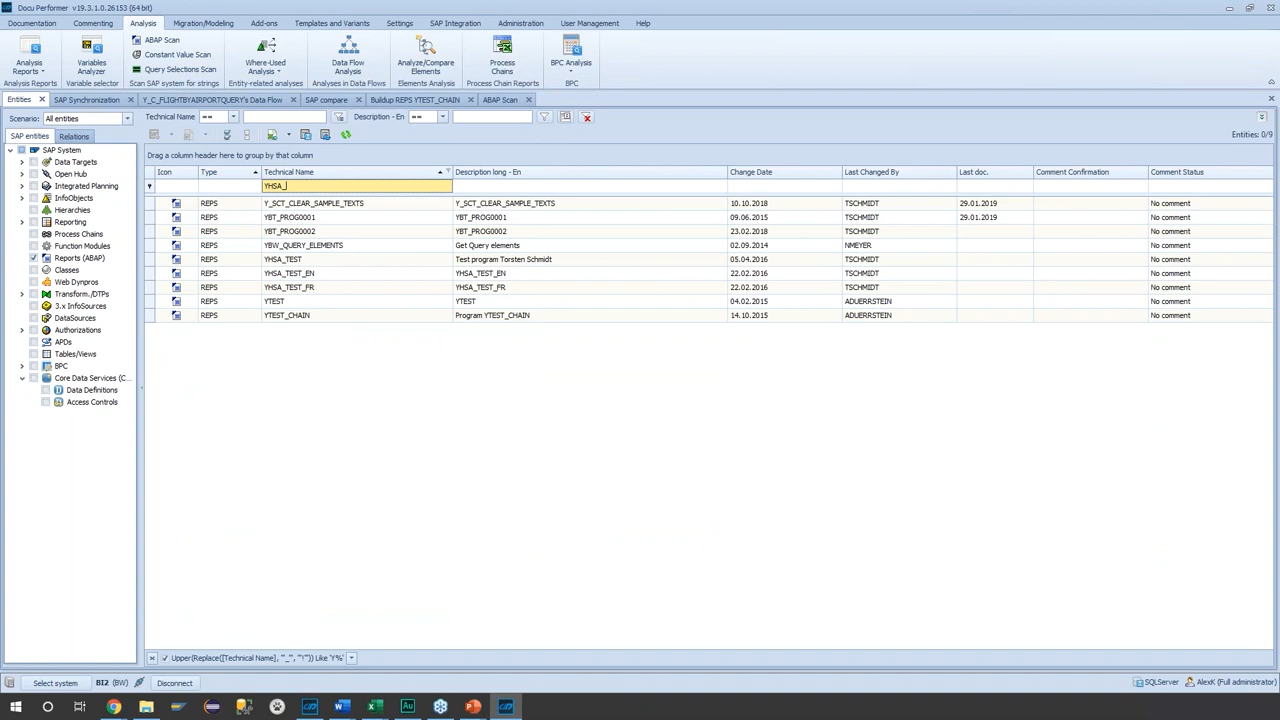 Docu Performer v19.3.1.0.26153 (64 bit)
Documentation Commenting Analysis Migration/Modeling Add-ons Templates and Variants Settings SAP Integration Administration User Management Help
Analysis Reports
Variables Analyzer
ABAP Scan
Constant Value Scan
Query Selections Scan
Where-Used Analysis
Data Flow Analysis
Analyze/Compare Elements
Process Chains
BPC Analysis
Analysis Reports Variable selector Scan SAP system for strings Entity-related analyses Analyses in Data Flows Elements Analysis Process Chain Reports BPC
Entities SAP Synchronization Y_C_FLIGHTBYAIRPORTQUERY's Data Flow SAP compare Buildup REPS YTEST_CHAIN ABAP Scan
Scenario: All entities
Technical Name == Description - En ==
SAP entities Relations
Entities: 0/9
SAP System
Data Targets
Open Hub
Integrated Planning
InfoObjects
Hierarchies
Reporting
Process Chains
Function Modules
Reports (ABAP)
Classes
Web Dynpros
Transform./DTPs
3.x InfoSources
DataSources
Authorizations
APDs
Tables/Views
BPC
Core Data Services (C...
Data Definitions
Access Controls
Drag a column header here to group by that column
Icon Type Technical Name Description long - En Change Date Last Changed By Last doc. Comment Confirmation Comment Status
YHSA_
REPS Y_SCT_CLEAR_SAMPLE_TEXTS Y_SCT_CLEAR_SAMPLE_TEXTS 10.10.2018 TSCHMIDT 29.01.2019 No comment
REPS YBT_PROG0001 YBT_PROG0001 09.06.2015 TSCHMIDT 29.01.2019 No comment
REPS YBT_PROG0002 YBT_PROG0002 23.02.2018 TSCHMIDT No comment
REPS YBW_QUERY_ELEMENTS Get Query elements 02.09.2014 NMEYER No comment
REPS YHSA_TEST Test program Torsten Schmidt 05.04.2016 TSCHMIDT No comment
REPS YHSA_TEST_EN YHSA_TEST_EN 22.02.2016 TSCHMIDT No comment
REPS YHSA_TEST_FR YHSA_TEST_FR 22.02.2016 TSCHMIDT No comment
REPS YTEST YTEST 04.02.2015 ADUERRSTEIN No comment
REPS YTEST_CHAIN Program YTEST_CHAIN 14.10.2015 ADUERRSTEIN No comment
Upper(Replace([Technical Name], '"_"', '"!"')) Like 'Y%'
Select system BI2 (BW) Disconnect SQLServer AlexK (Full administrator)